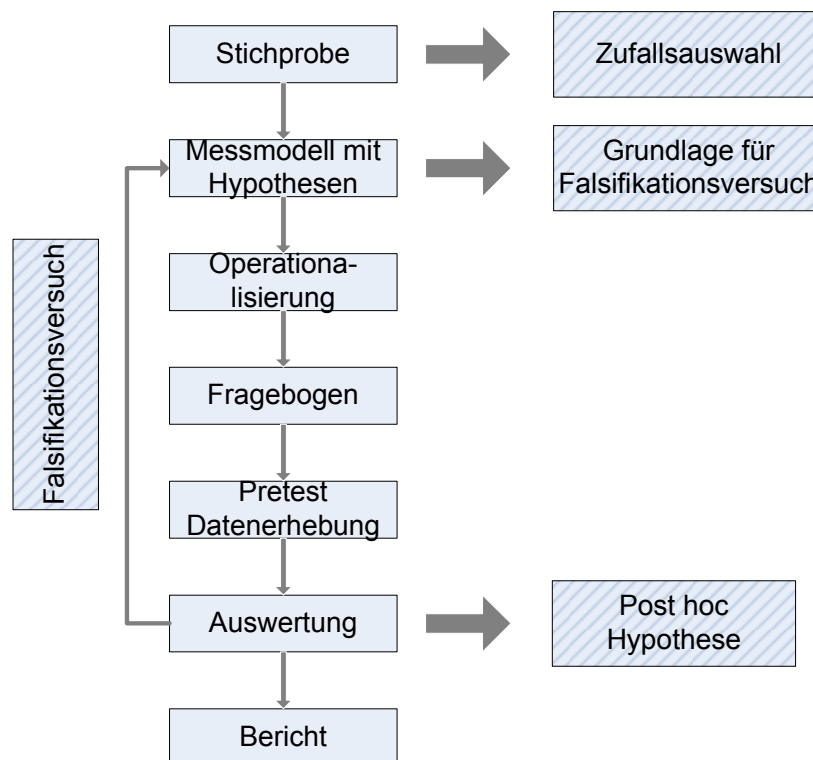 Stichprobe
Zufallsauswahl
Messmodell mit
Hypothesen
Grundlage für
Falsifikationsversuch
Falsifikationsversuch
Operationa-
lisierung
Fragebogen
Pretest
Datenerhebung
Auswertung
Post hoc
Hypothese
Bericht